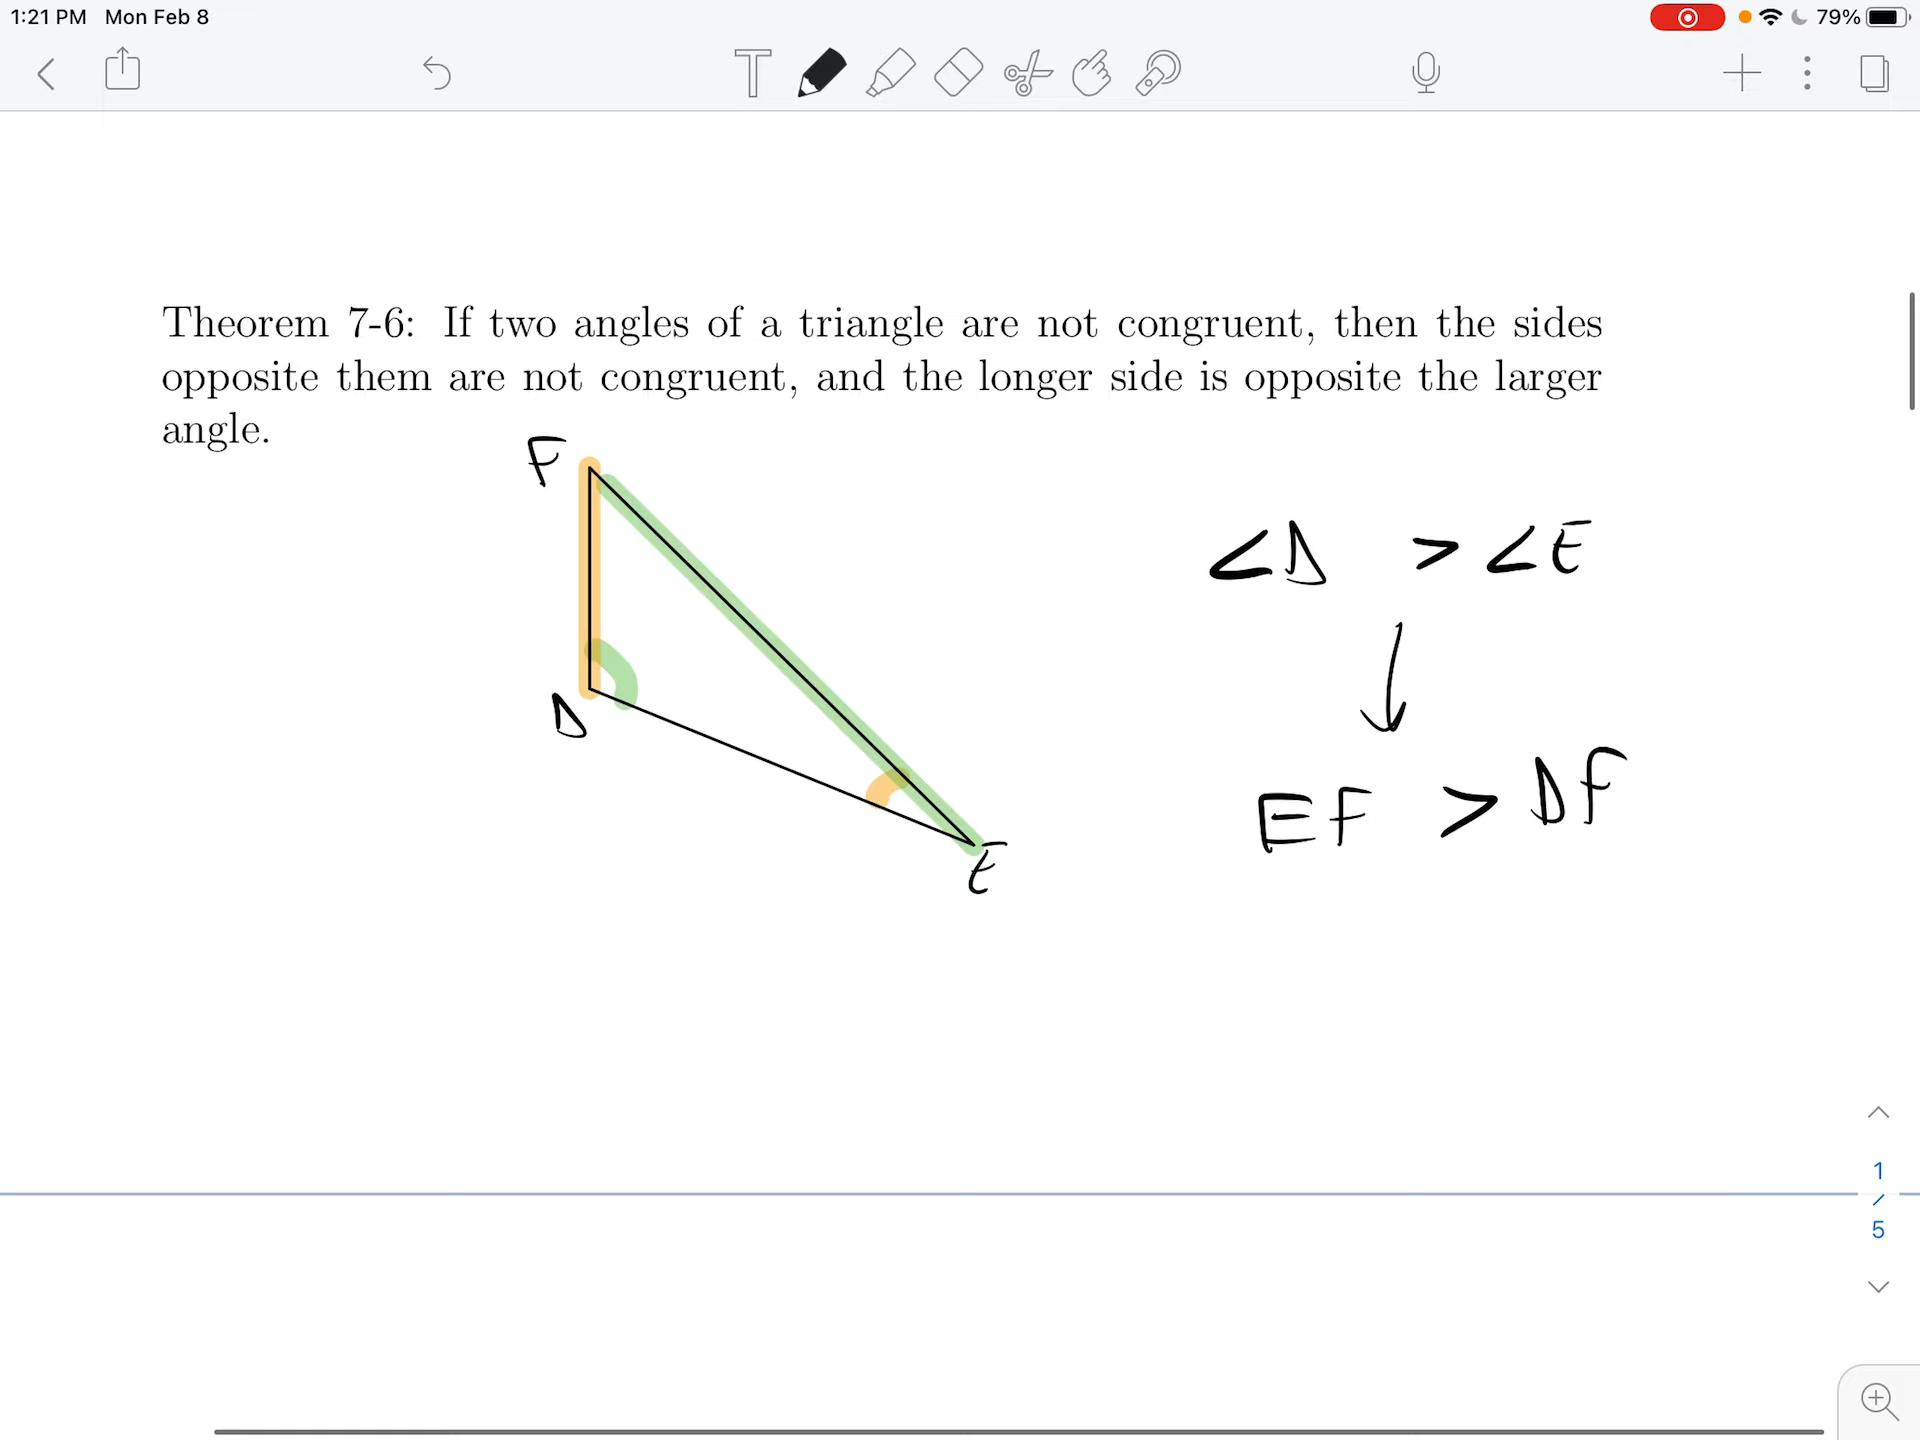 1:21 PM Mon Feb 8
79%
T
Theorem 7-6: If two angles of a triangle are not congruent, then the sides
opposite them are not congruent, and the longer side is opposite the larger
angle.
F
∠D > ∠E
D
EF > DF
E
1
/
5